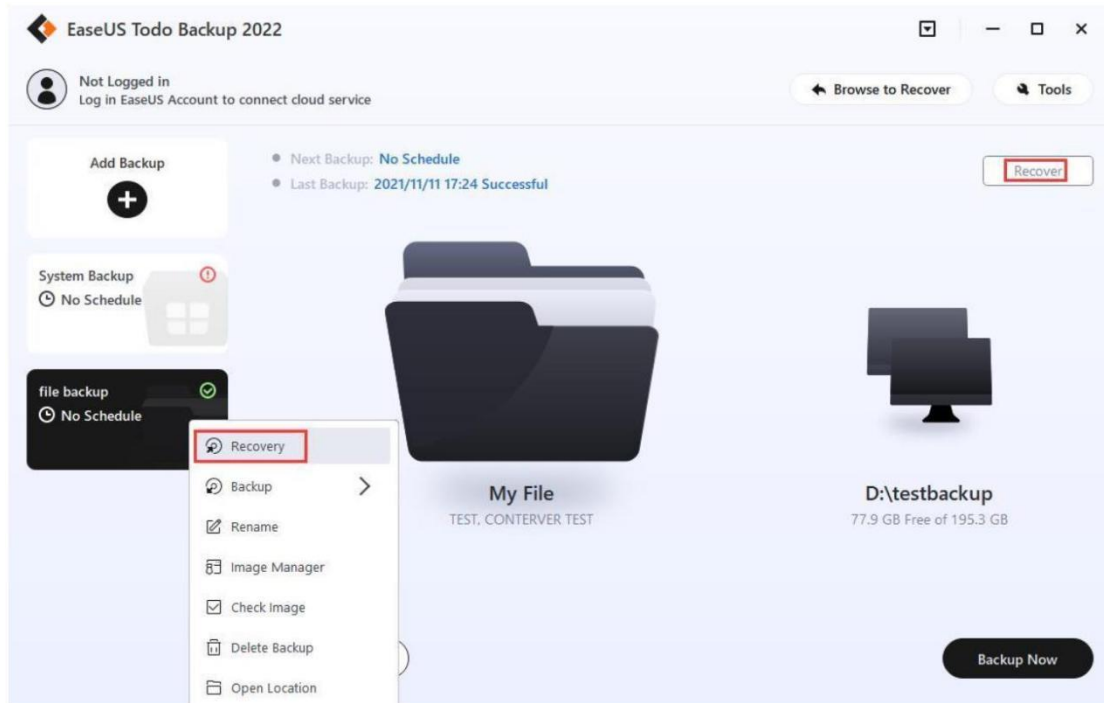 EaseUS Todo Backup 2022
Not Logged in
Log in EaseUS Account to connect cloud service
Browse to Recover
Tools
Add Backup
Next Backup: No Schedule
Last Backup: 2021/11/11 17:24 Successful
Recover
System Backup
No Schedule
file backup
No Schedule
Recovery
Backup
Rename
Image Manager
Check Image
Delete Backup
Open Location
My File
TEST, CONTERVER TEST
D:\testbackup
77.9 GB Free of 195.3 GB
Backup Now